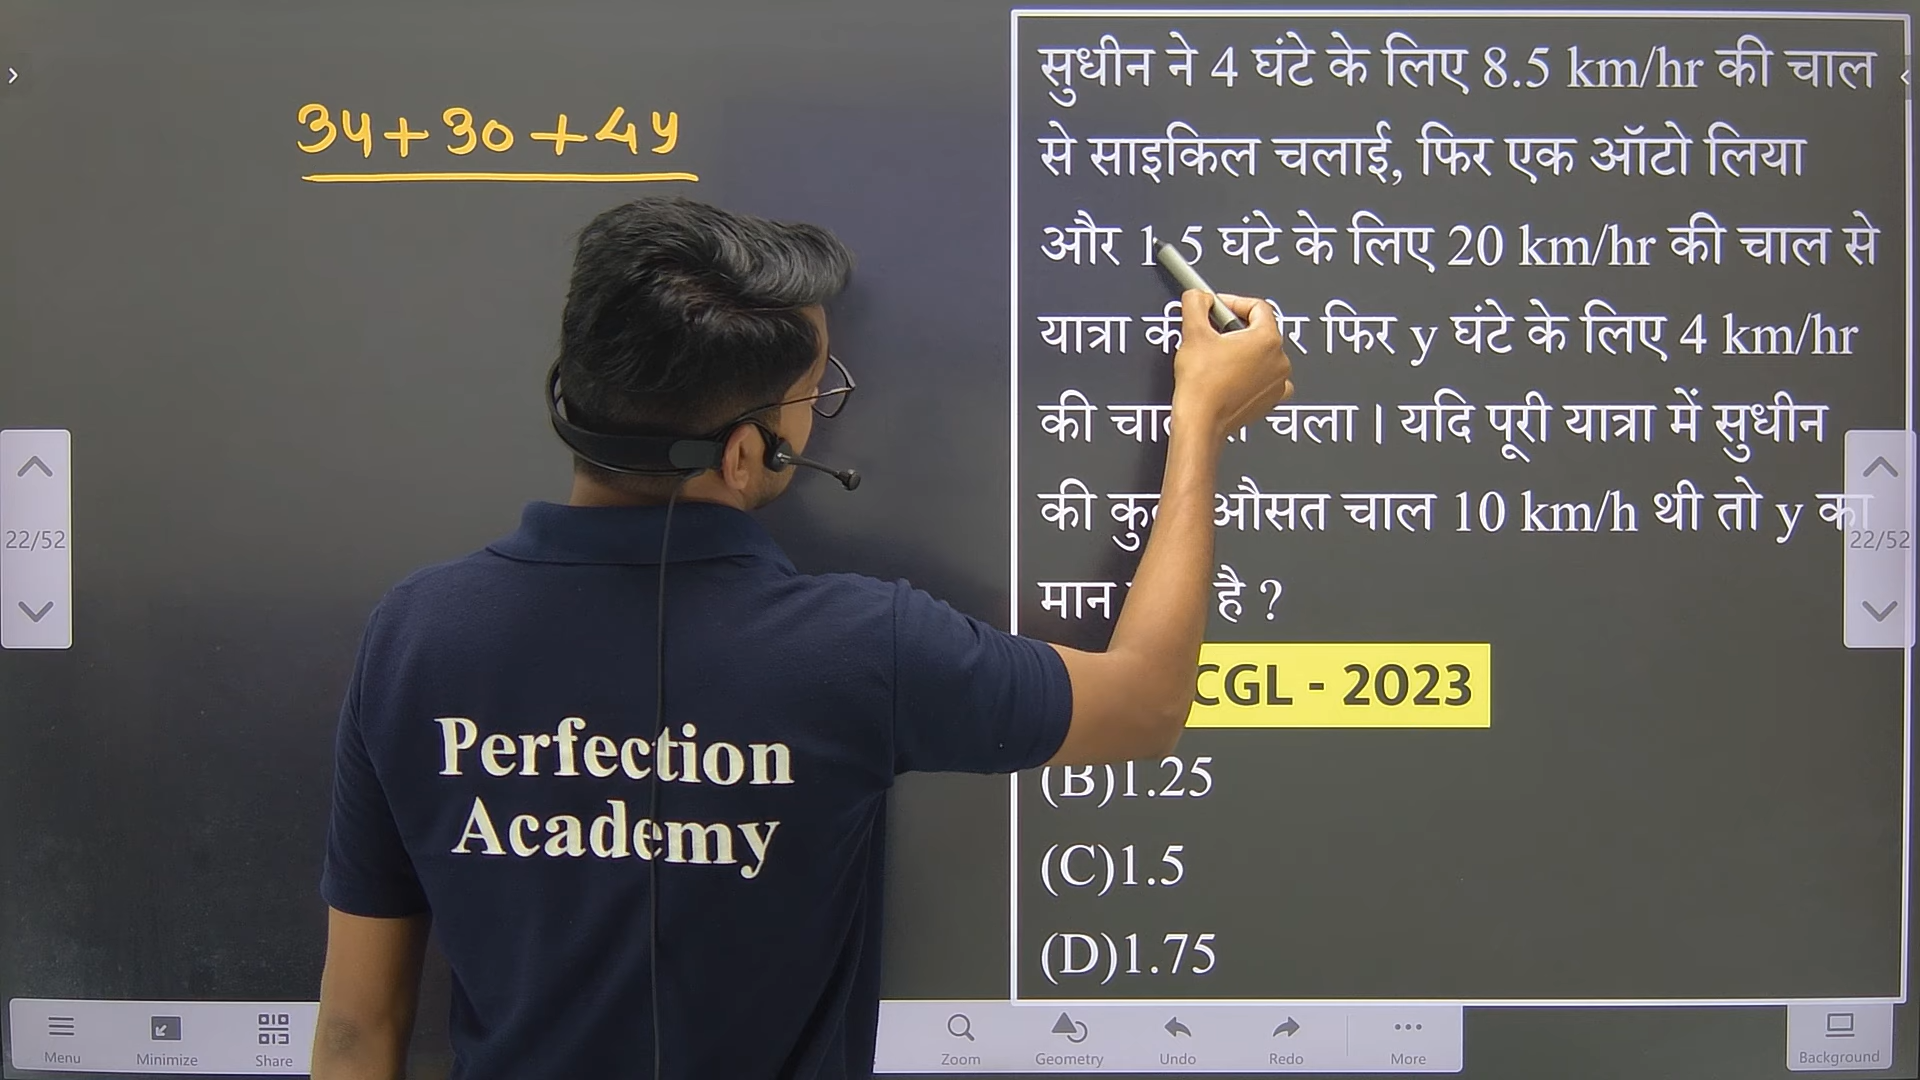 34+30+4y
सुधीन ने 4 घंटे के लिए 8.5 km/hr की चाल
से साइकिल चलाई, फिर एक ऑटो लिया
और 1.5 घंटे के लिए 20 km/hr की चाल से
यात्रा फिर y घंटे के लिए 4 km/hr
की चला। यदि पूरी यात्रा में सुधीन
की औसत चाल 10 km/h थी तो y का
मान है ?
CGL - 2023
(B)1.25
(C)1.5
(D)1.75
Perfection
Academy
22/52
22/52
Menu
Minimize
Share
Zoom
Geometry
Undo
Redo
More
Background